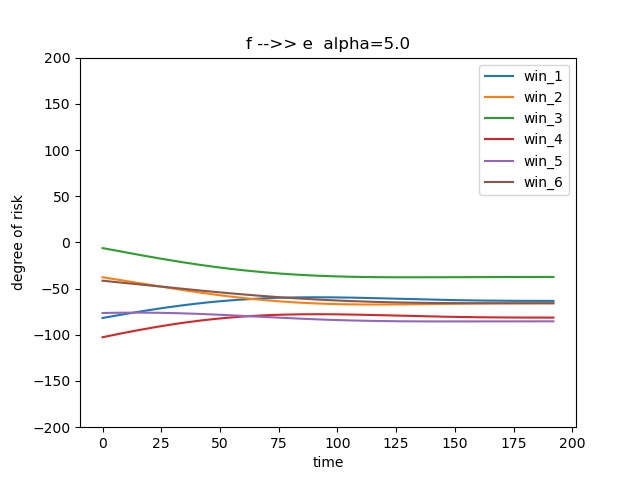 f -->> e  alpha=5.0
200
150
100
50
0
−50
−100
−150
−200
degree of risk
win_1
win_2
win_3
win_4
win_5
win_6
0 25 50 75 100 125 150 175 200
time